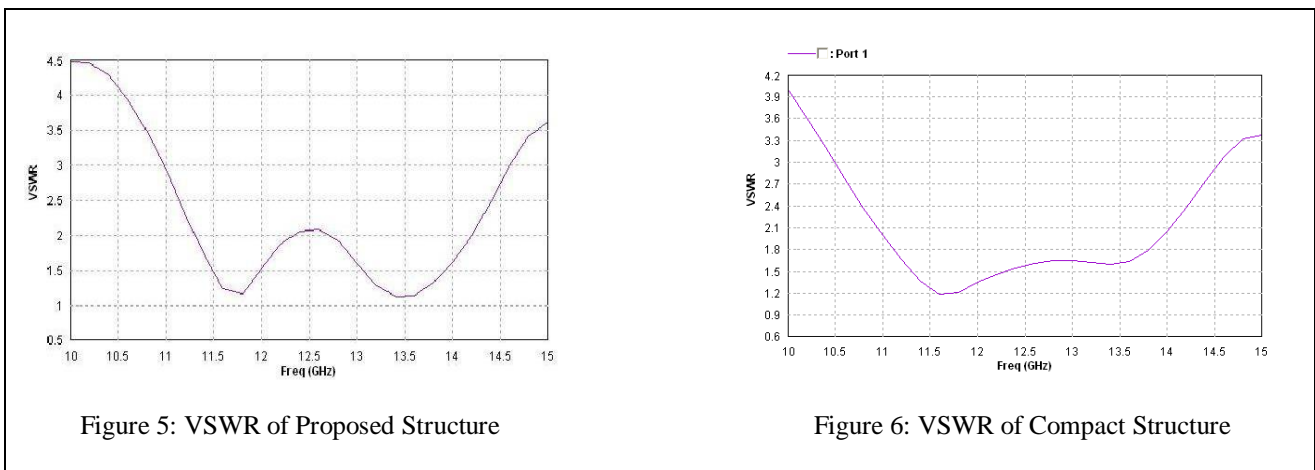 4.5
4
3.5
3
2.5
2
1.5
1
0.5
VSWR
10 10.5 11 11.5 12 12.5 13 13.5 14 14.5 15
Freq (GHz)
Figure 5: VSWR of Proposed Structure
: Port 1
4.2
3.9
3.6
3.3
3
2.7
2.4
2.1
1.8
1.5
1.2
0.9
0.6
VSWR
10 10.5 11 11.5 12 12.5 13 13.5 14 14.5 15
Freq (GHz)
Figure 6: VSWR of Compact Structure